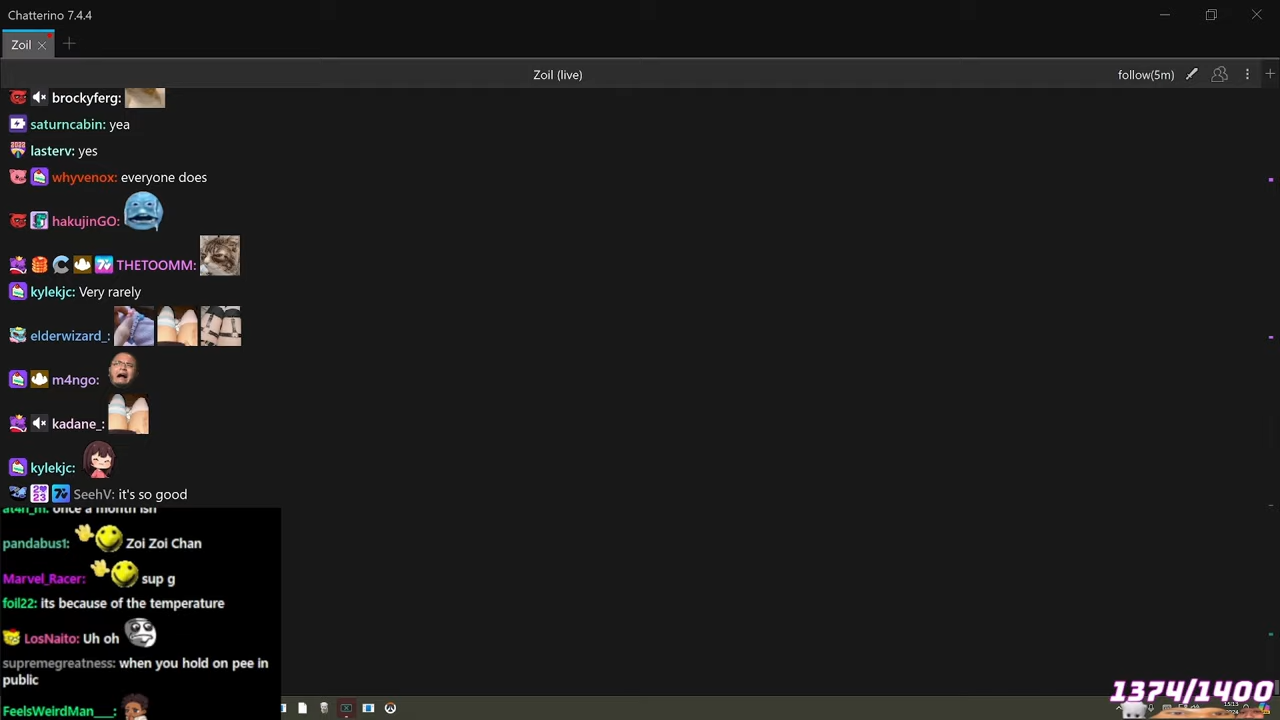 Chatterino 7.4.4
Zoil
Zoil (live)
follow(5m)
brockyferg:
saturncabin: yea
lasterv: yes
whyvenox: everyone does
hakujinGO:
THETOOMM:
kylekjc: Very rarely
elderwizard_:
m4ngo:
kadane_:
kylekjc:
SeehV: it's so good
at4n_m: once a month ish
pandabus1: Zoi Zoi Chan
Marvel_Racer: sup g
foil22: its because of the temperature
LosNaito: Uh oh
supremegreatness: when you hold on pee in
public
FeelsWeirdMan___:
1374/1400